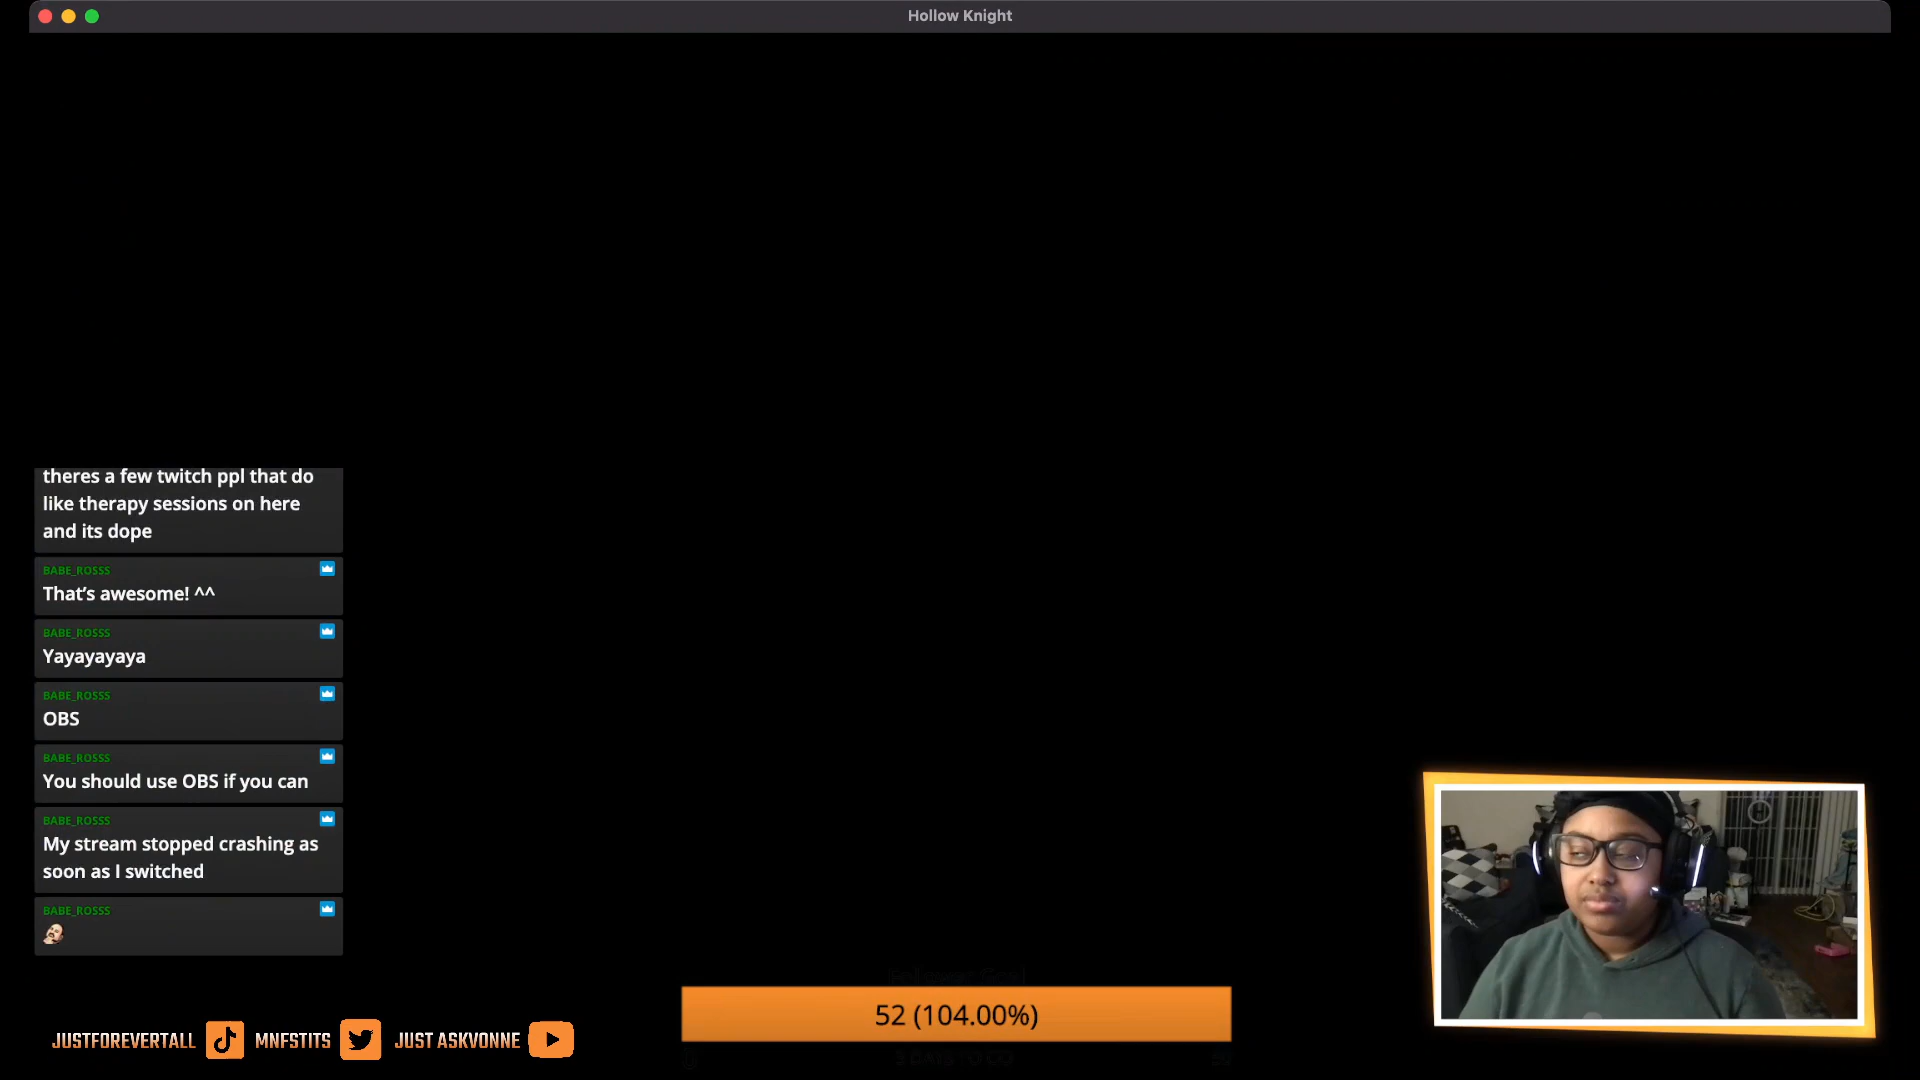 Hollow Knight
theres a few twitch ppl that do
like therapy sessions on here
and its dope
BABE_ROSSS
That's awesome! ^^
BABE_ROSSS
Yayayayaya
BABE_ROSSS
OBS
BABE_ROSSS
You should use OBS if you can
BABE_ROSSS
My stream stopped crashing as
soon as I switched
BABE_ROSSS
52 (104.00%)
JUSTFOREVERTALL MNFSTITS JUST ASKVONNE